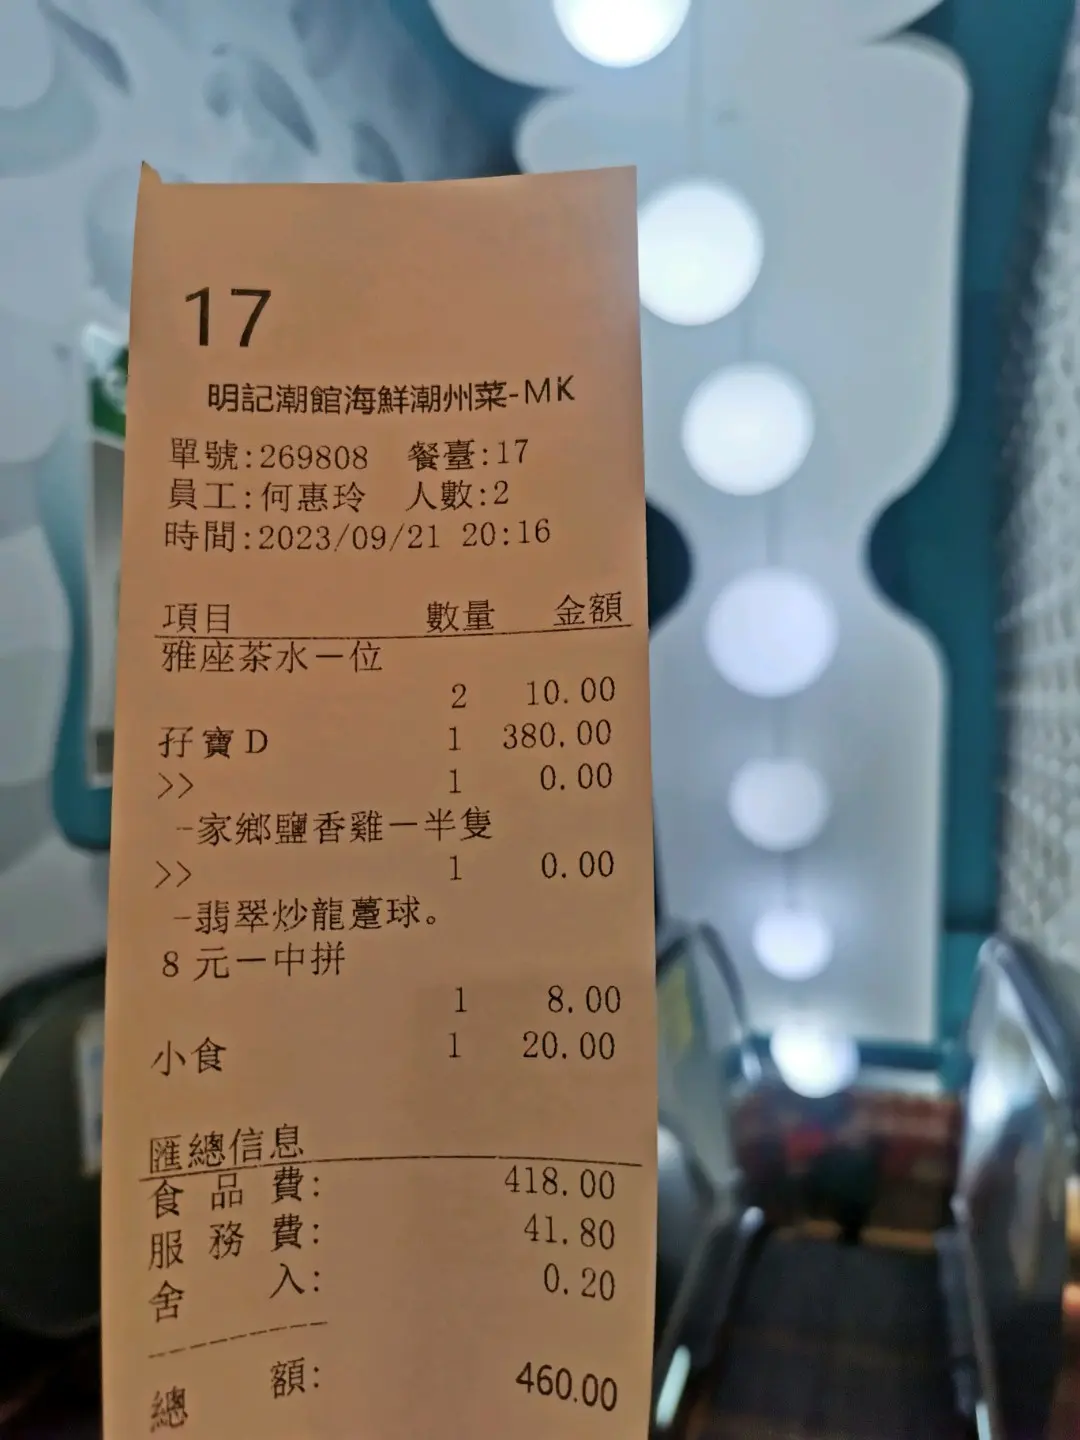 17
明記潮館海鮮潮州菜-MK
單號:269808 餐臺:17
員工:何惠玲 人數:2
時間:2023/09/21 20:16
項目 數量 金額
雅座茶水－位
2 10.00
孖寶D 1 380.00
>> 1 0.00
-家鄉鹽香雞－半隻
>> 1 0.00
-翡翠炒龍躉球。
8元－中拼
1 8.00
小食 1 20.00
匯總信息
食品費: 418.00
服務費: 41.80
舍入: 0.20
總額: 460.00